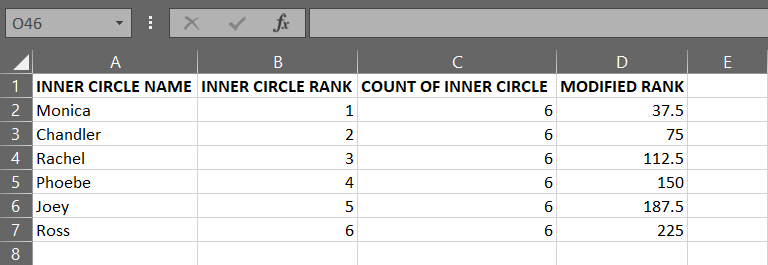 O46 fx
A B C D E
1 INNER CIRCLE NAME INNER CIRCLE RANK COUNT OF INNER CIRCLE MODIFIED RANK
2 Monica 1 6 37.5
3 Chandler 2 6 75
4 Rachel 3 6 112.5
5 Phoebe 4 6 150
6 Joey 5 6 187.5
7 Ross 6 6 225
8